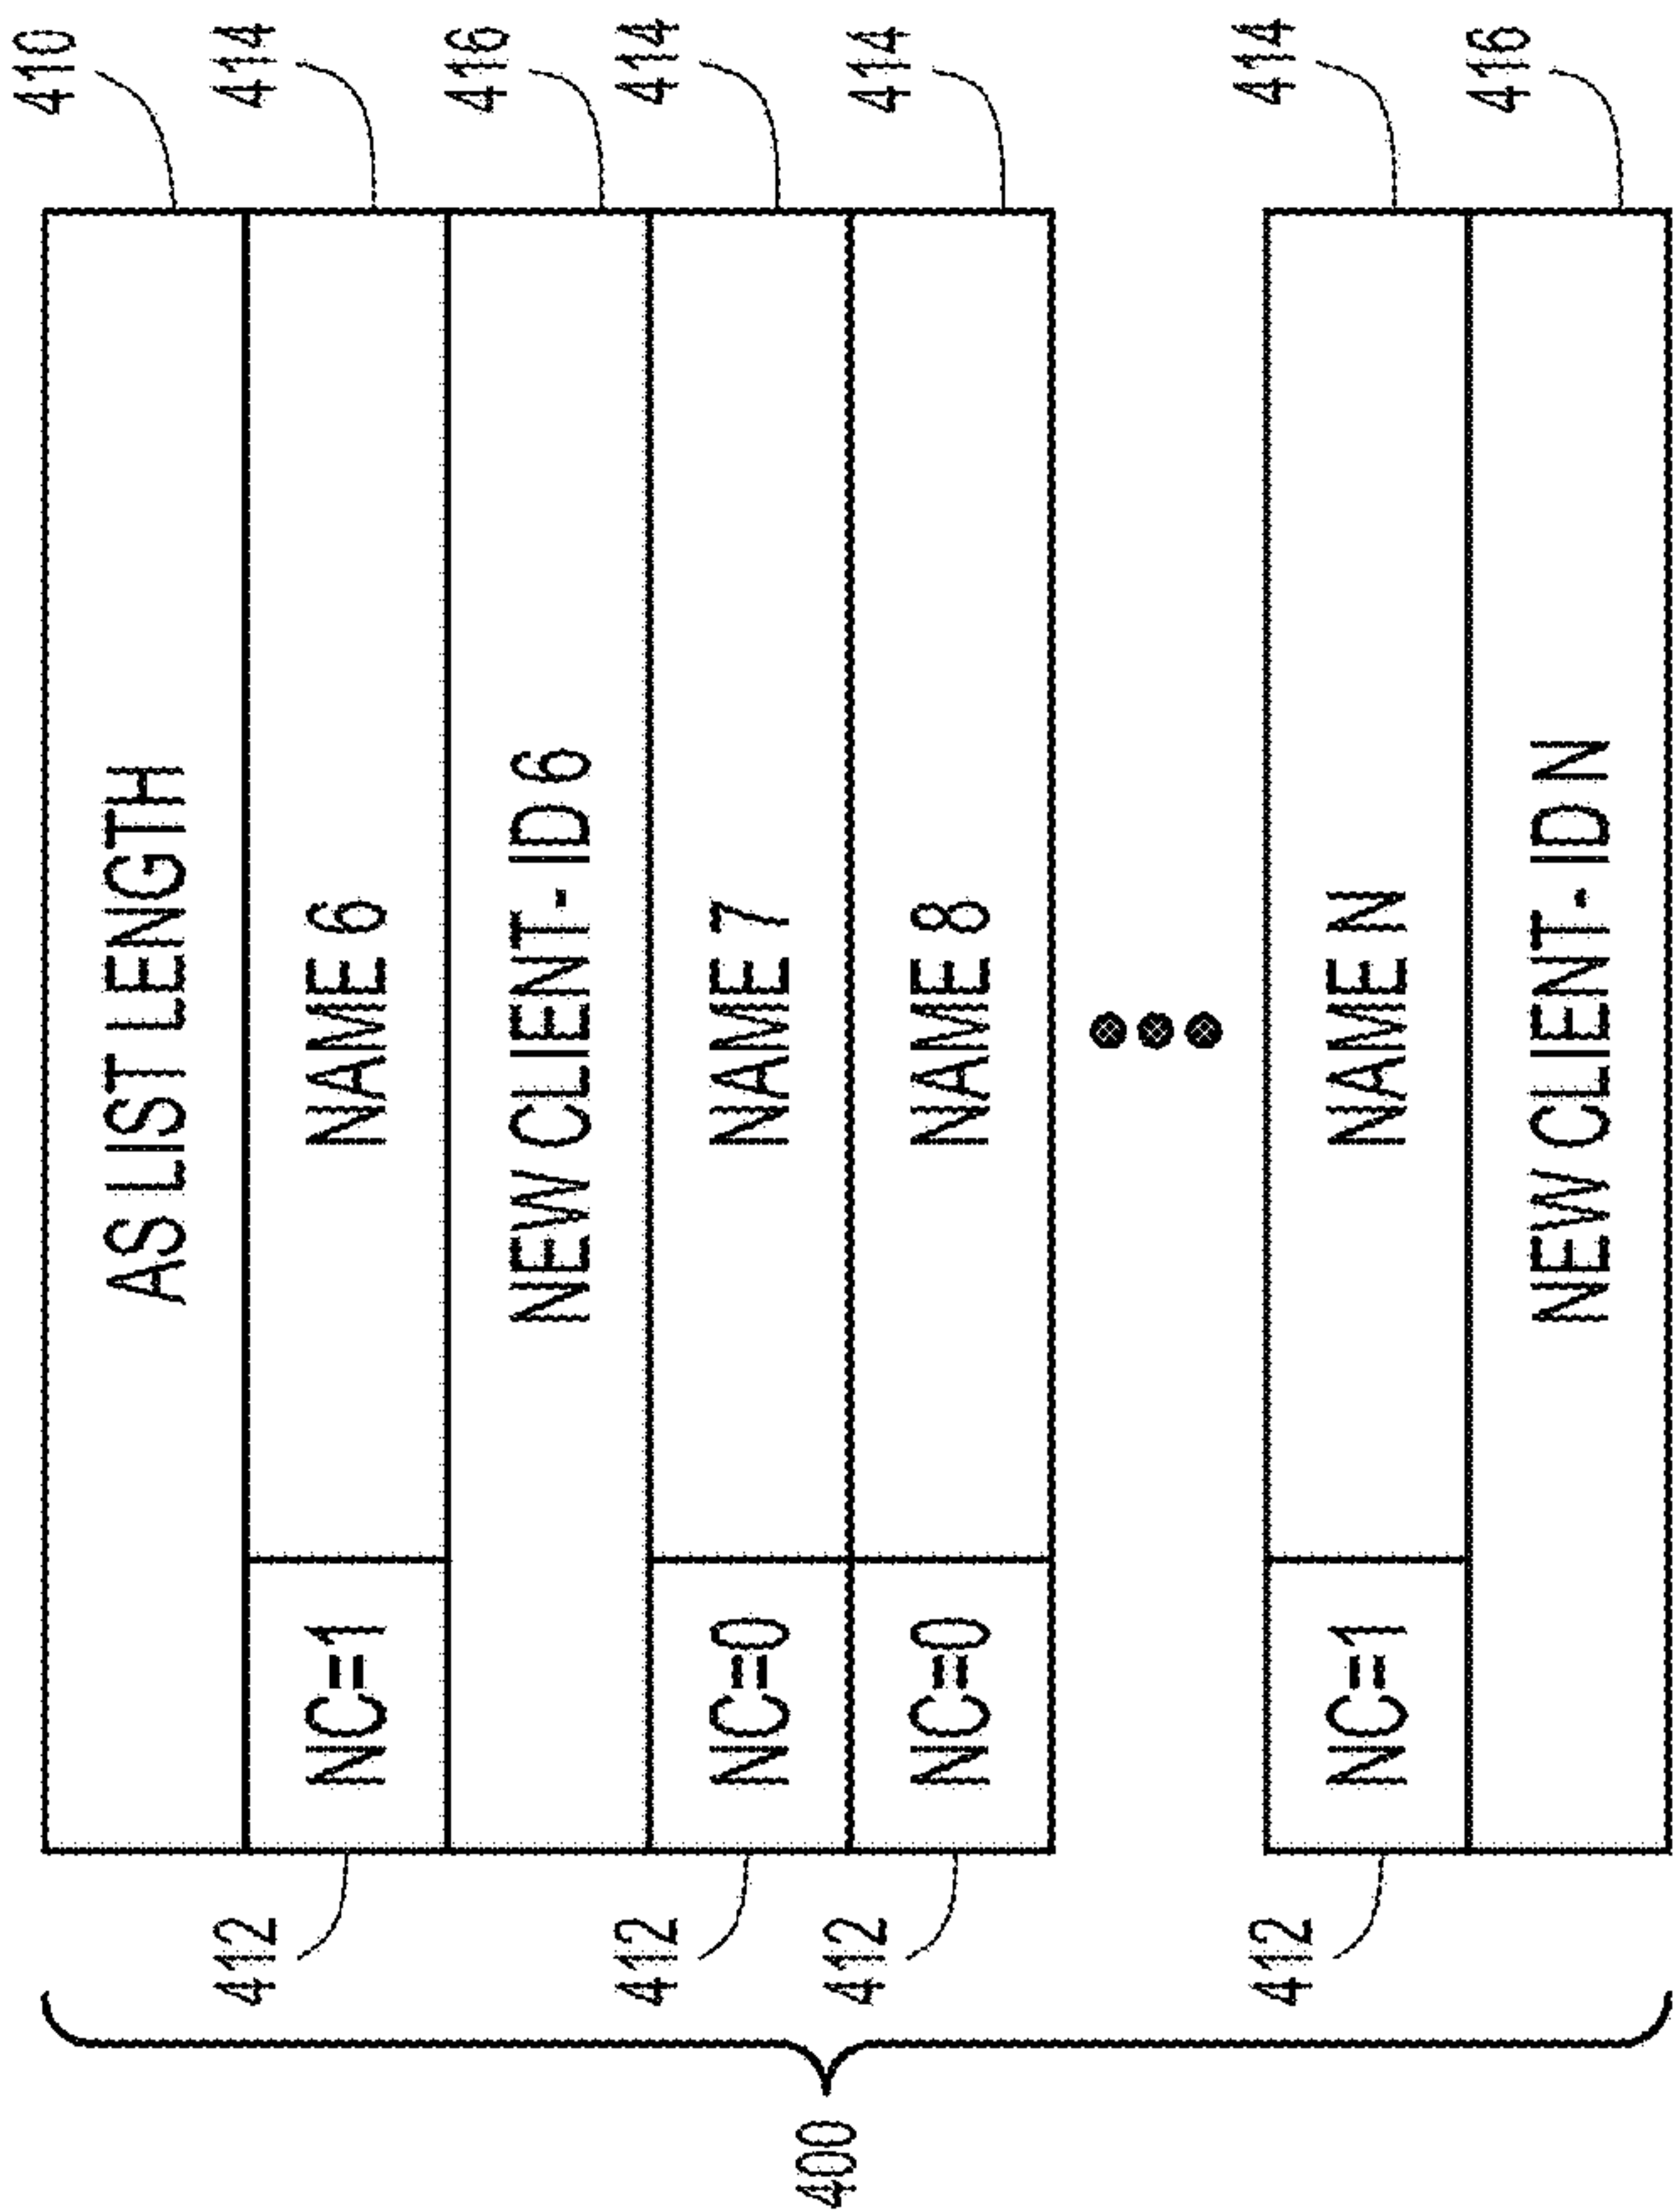 AS LIST LENGTH 410
412 NC=1 NAME 6 414
NEW CLIENT-ID 6 416
412 NC=0 NAME 7 414
412 NC=0 NAME 8 414
400
412 NC=1 NAME N 414
NEW CLIENT-ID N 416